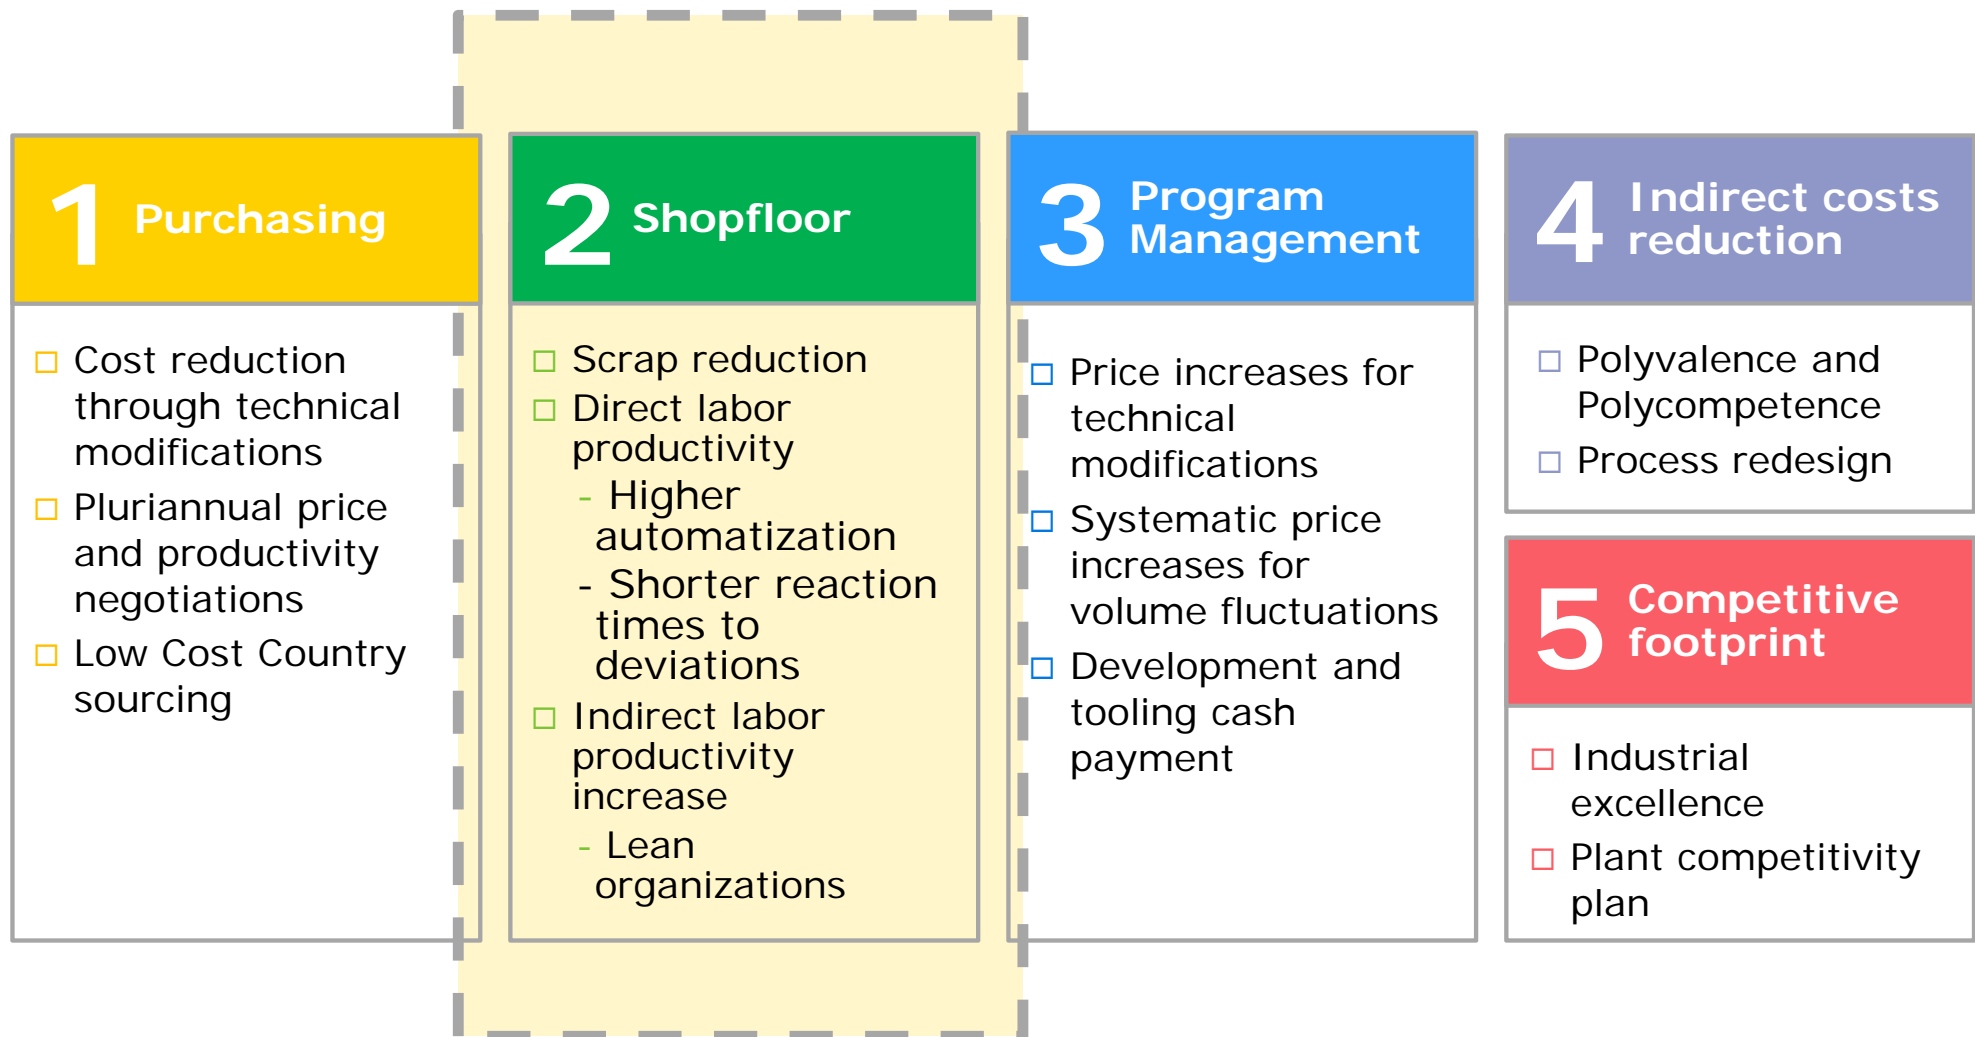 1 Purchasing
□ Cost reduction
through technical
modifications
□ Pluriannual price
and productivity
negotiations
□ Low Cost Country
sourcing
2 Shopfloor
□ Scrap reduction
□ Direct labor
productivity
- Higher
automatization
- Shorter reaction
times to
deviations
□ Indirect labor
productivity
increase
- Lean
organizations
3 Program
Management
□ Price increases for
technical
modifications
□ Systematic price
increases for
volume fluctuations
□ Development and
tooling cash
payment
4 Indirect costs
reduction
□ Polyvalence and
Polycompetence
□ Process redesign
5 Competitive
footprint
□ Industrial
excellence
□ Plant competitivity
plan